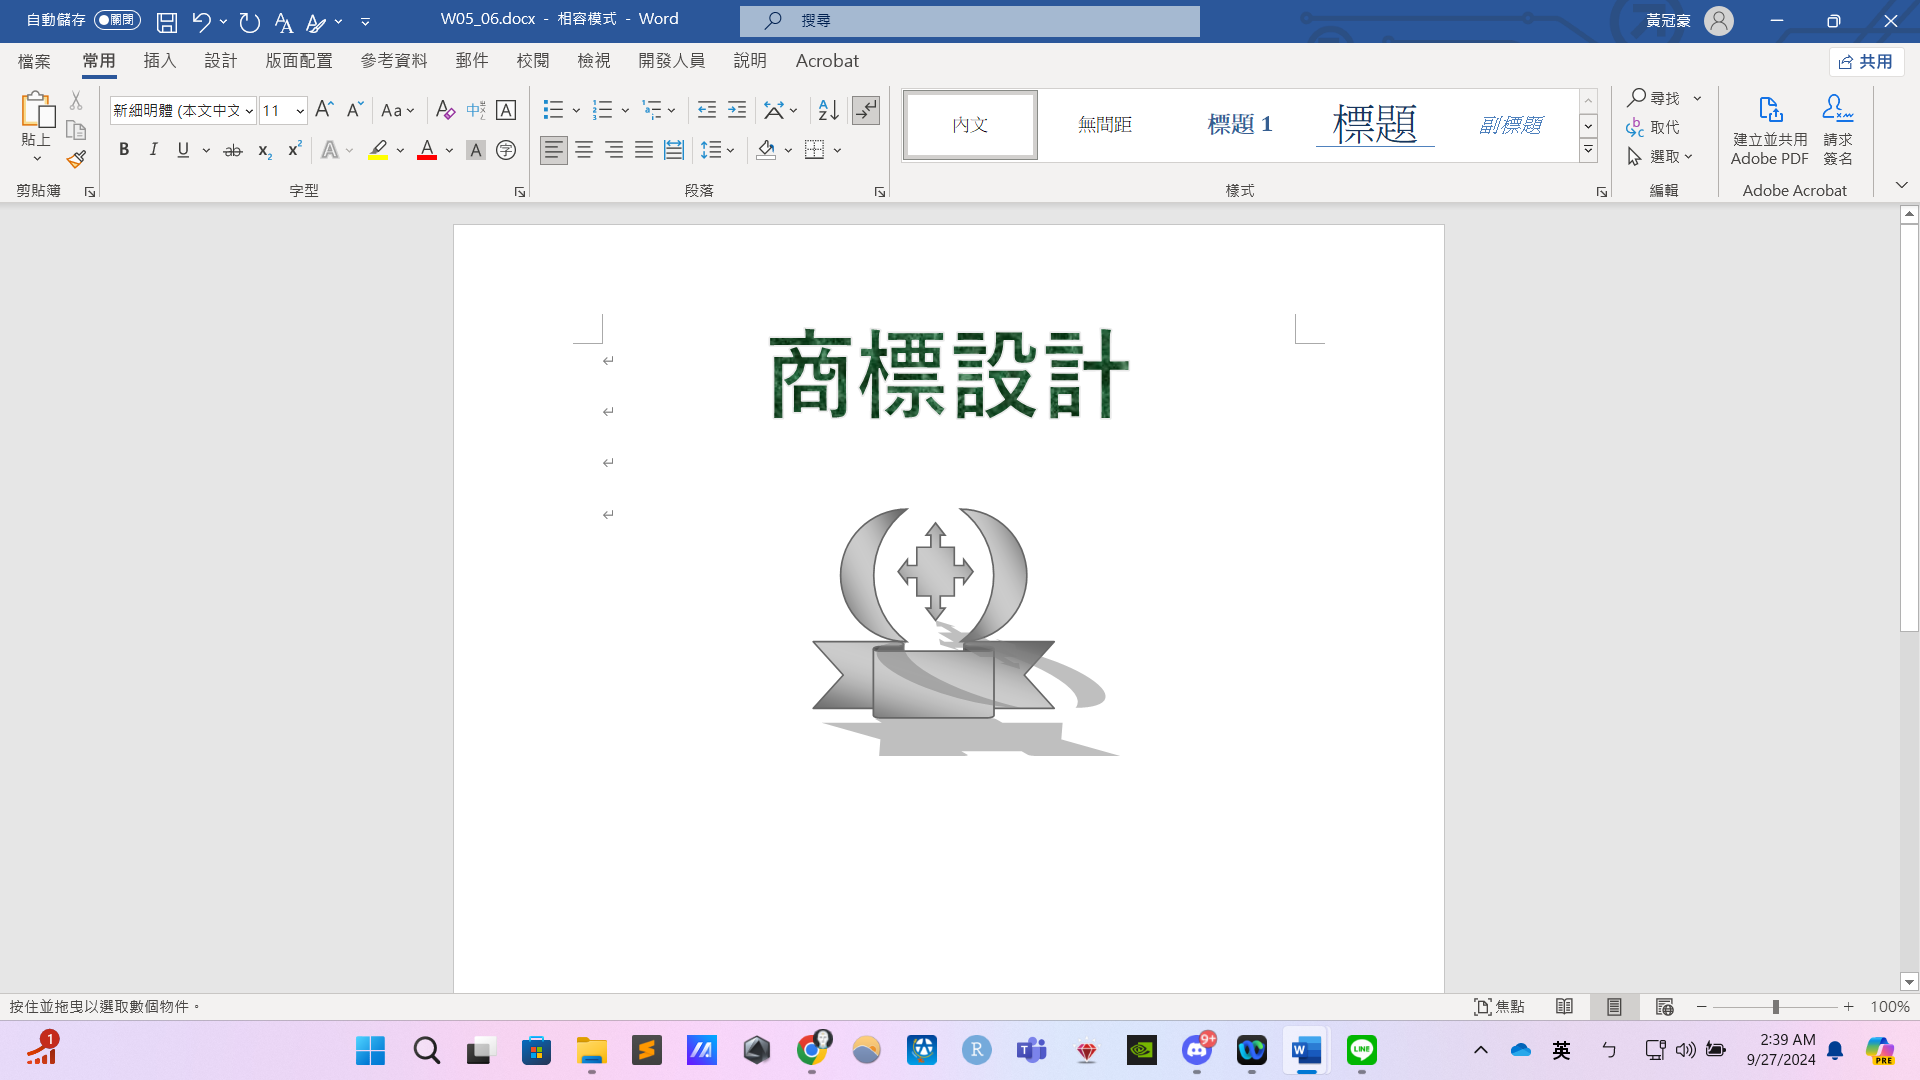 自動儲存 關閉 W05_06.docx - 相容模式 - Word 搜尋 黃冠豪
檔案 常用 插入 設計 版面配置 參考資料 郵件 校閱 檢視 開發人員 說明 Acrobat 共用
貼上 新細明體 (本文中文 11 Aa 內文 無間距 標題 1 標題 副標題 尋找 取代 選取 建立並共用 Adobe PDF 請求 簽名
剪貼簿 字型 段落 樣式 編輯 Adobe Acrobat
商標設計
按住並拖曳以選取數個物件。 焦點 100%
1 9+ 英 ㄅ 2:39 AM
9/27/2024 PRE